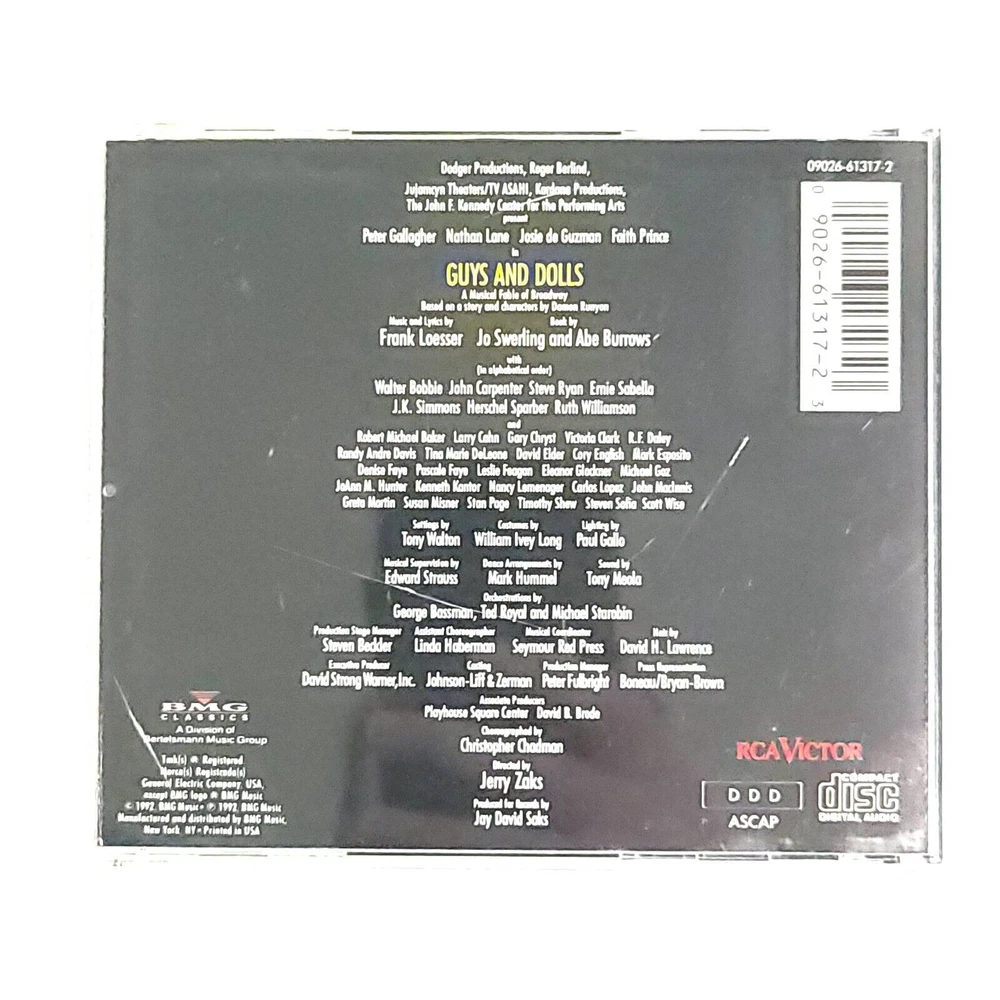 Dodger Productions, Roger Berlind,
Jujamcyn Theaters/TV ASAHI, Kardana Productions,
The John F. Kennedy Center for the Performing Arts
present
Peter Gallagher Nathan Lane Josie de Guzman Faith Prince
in
GUYS AND DOLLS
A Musical Fable of Broadway
Based on a story and characters by Damon Runyon
Music and Lyrics by Book by
Frank Loesser Jo Swerling and Abe Burrows
with
(in alphabetical order)
Walter Bobbie John Carpenter Steve Ryan Ernie Sabella
J.K. Simmons Herschel Sparber Ruth Williamson
and
Robert Michael Baker Larry Cahn Gary Chryst Victoria Clark R.F. Daley
Randy Andre Davis Tina Marie DeLeone David Elder Cory English Mark Esposito
Denise Faye Pascale Faye Leslie Feagan Eleanor Glockner Michael Goz
JoAnn M. Hunter Kenneth Kantor Nancy Lemenager Carlos Lopez John MacInnis
Greta Martin Susan Misner Stan Page Timothy Shew Steven Sofia Scott Wise
Settings by Costumes by Lighting by
Tony Walton William Ivey Long Paul Gallo
Musical Supervision by Dance Arrangements by Sound by
Edward Strauss Mark Hummel Tony Meola
Orchestrations by
George Bassman, Ted Royal and Michael Starobin
Production Stage Manager Assistant Choreographer Musical Coordinator Hair by
Steven Beckler Linda Haberman Seymour Red Press David H. Lawrence
Executive Producer Casting Production Manager Press Representation
David Strong Warner, Inc. Johnson-Liff & Zerman Peter Fulbright Boneau/Bryan-Brown
Associate Producers
Playhouse Square Center David B. Brode
Choreographed by
Christopher Chadman
Directed by
Jerry Zaks
Produced for Records by
Jay David Saks
09026-61317-2
0 9026-61317-2 3
BMG
CLASSICS
A Division of
Bertelsmann Music Group
Tmk(s) ® Registered
Marca(s) Registrada(s)
General Electric Company, USA,
except BMG logo ® BMG Music
© 1992, BMG Music • ℗ 1992, BMG Music
Manufactured and distributed by BMG Music,
New York, NY • Printed in USA
RCA VICTOR
DDD
ASCAP
COMPACT
disc
DIGITAL AUDIO